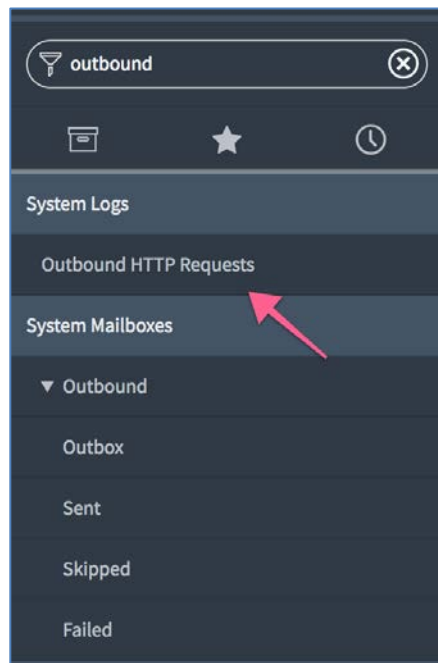 outbound
System Logs
Outbound HTTP Requests
System Mailboxes
Outbound
Outbox
Sent
Skipped
Failed